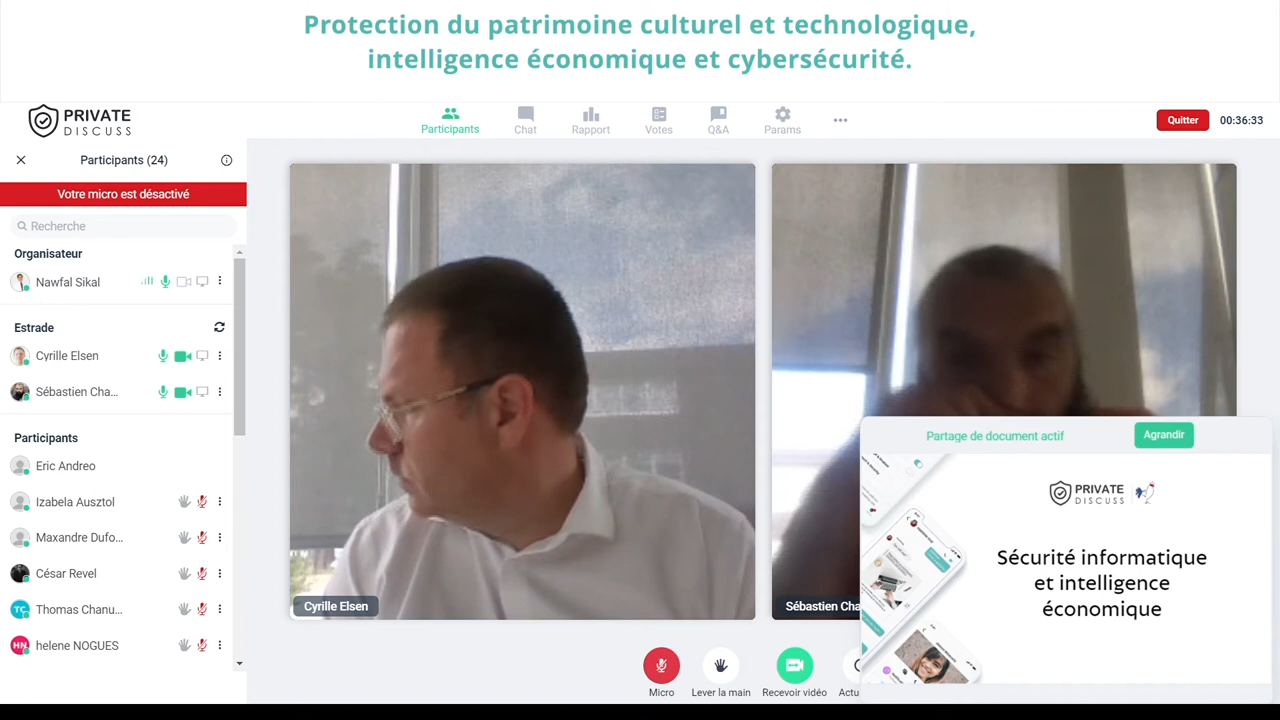 Protection du patrimoine culturel et technologique,
intelligence économique et cybersécurité.
PRIVATE
DISCUSS
Participants
Chat
Rapport
Votes
Q&A
Params
Quitter
00:36:33
Participants (24)
Votre micro est désactivé
Recherche
Organisateur
Nawfal Sikal
Estrade
Cyrille Elsen
Sébastien Cha...
Participants
Eric Andreo
Izabela Ausztol
Maxandre Dufo...
César Revel
TC Thomas Chanu...
HN helene NOGUES
Cyrille Elsen
Sébastien Cha
Micro
Lever la main
Recevoir vidéo
Actu
Partage de document actif
Agrandir
PRIVATE
DISCUSS
Sécurité informatique
et intelligence
économique